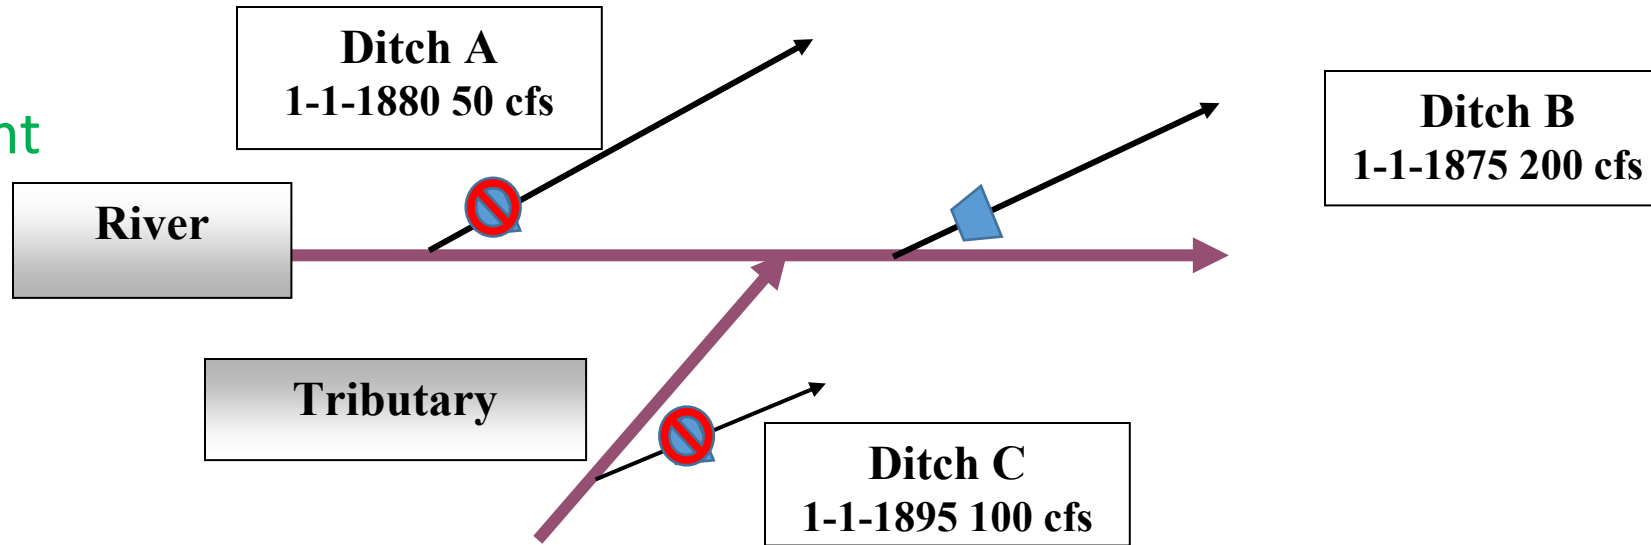 Ditch A
1-1-1880 50 cfs
Ditch B
1-1-1875 200 cfs
nt
River
Tributary
Ditch C
1-1-1895 100 cfs